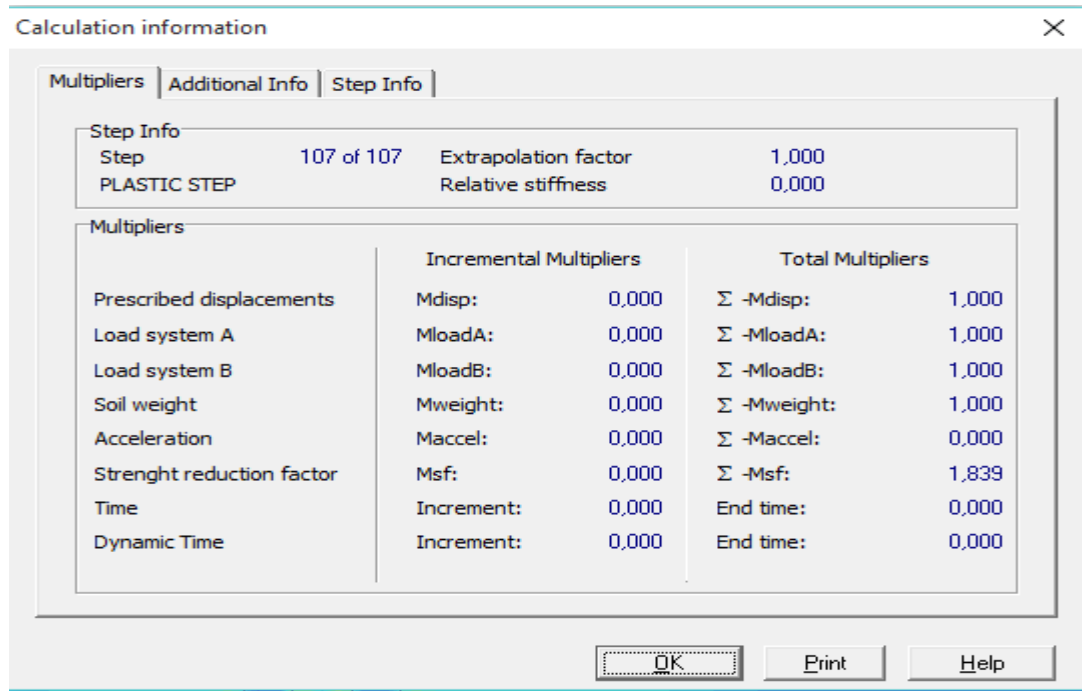 Calculation information
Multipliers Additional Info Step Info
Step Info
Step 107 of 107 Extrapolation factor 1,000
PLASTIC STEP Relative stiffness 0,000
Multipliers
Incremental Multipliers Total Multipliers
Prescribed displacements Mdisp: 0,000 Σ -Mdisp: 1,000
Load system A MloadA: 0,000 Σ -MloadA: 1,000
Load system B MloadB: 0,000 Σ -MloadB: 1,000
Soil weight Mweight: 0,000 Σ -Mweight: 1,000
Acceleration Maccel: 0,000 Σ -Maccel: 0,000
Strenght reduction factor Msf: 0,000 Σ -Msf: 1,839
Time Increment: 0,000 End time: 0,000
Dynamic Time Increment: 0,000 End time: 0,000
OK Print Help